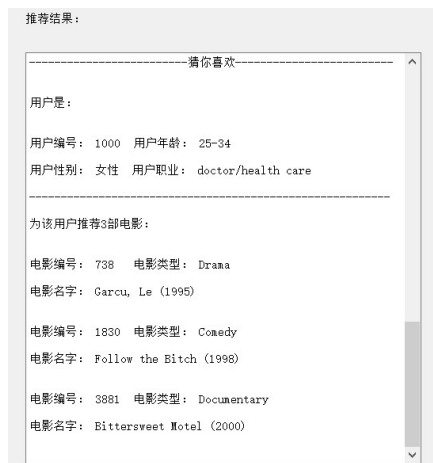 推荐结果：
-------------------------猜你喜欢-------------------------
用户是：
用户编号： 1000 用户年龄： 25-34
用户性别： 女性 用户职业： doctor/health care
---------------------------------------------------------
为该用户推荐3部电影：
电影编号： 738 电影类型： Drama
电影名字： Garcu, Le (1995)
电影编号： 1830 电影类型： Comedy
电影名字： Follow the Bitch (1998)
电影编号： 3881 电影类型： Documentary
电影名字： Bittersweet Motel (2000)